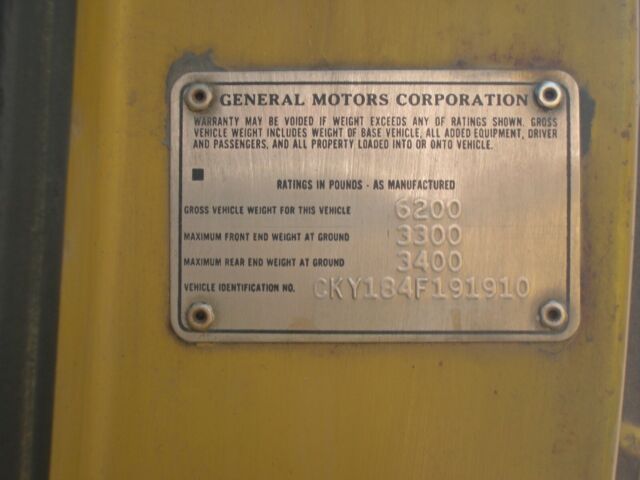 GENERAL MOTORS CORPORATION
WARRANTY MAY BE VOIDED IF WEIGHT EXCEEDS ANY OF RATINGS SHOWN. GROSS
VEHICLE WEIGHT INCLUDES WEIGHT OF BASE VEHICLE, ALL ADDED EQUIPMENT, DRIVER
AND PASSENGERS, AND ALL PROPERTY LOADED INTO OR ONTO VEHICLE.
RATINGS IN POUNDS - AS MANUFACTURED
GROSS VEHICLE WEIGHT FOR THIS VEHICLE 6200
MAXIMUM FRONT END WEIGHT AT GROUND 3300
MAXIMUM REAR END WEIGHT AT GROUND 3400
VEHICLE IDENTIFICATION NO. CKY184F191910